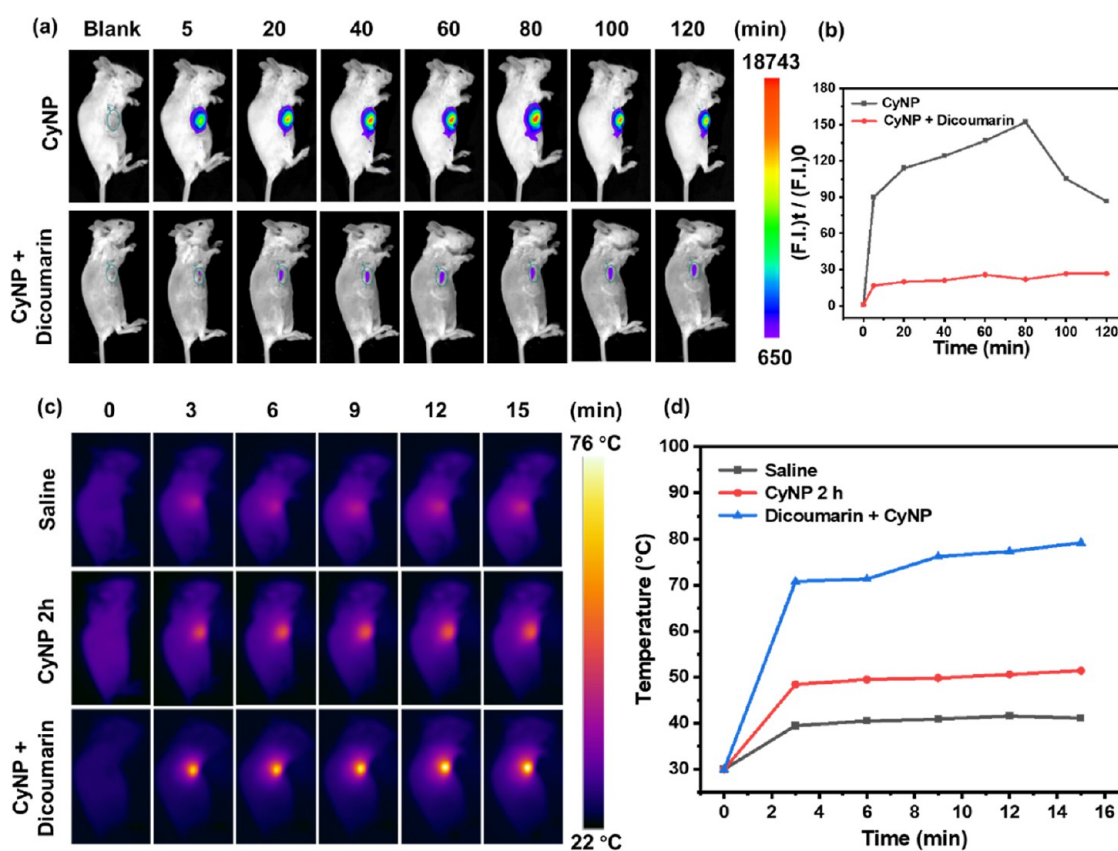 (a)
Blank 5 20 40 60 80 100 120 (min)
CyNP
CyNP +
Dicoumarin
18743
650
(b)
(F.I.)t / (F.I.)0
180
150
120
90
60
30
0
CyNP
CyNP + Dicoumarin
0 20 40 60 80 100 120
Time (min)
(c)
0 3 6 9 12 15 (min)
Saline
CyNP 2h
CyNP +
Dicoumarin
76 °C
22 °C
(d)
Temperature (°C)
100
90
80
70
60
50
40
30
Saline
CyNP 2 h
Dicoumarin + CyNP
0 2 4 6 8 10 12 14 16
Time (min)